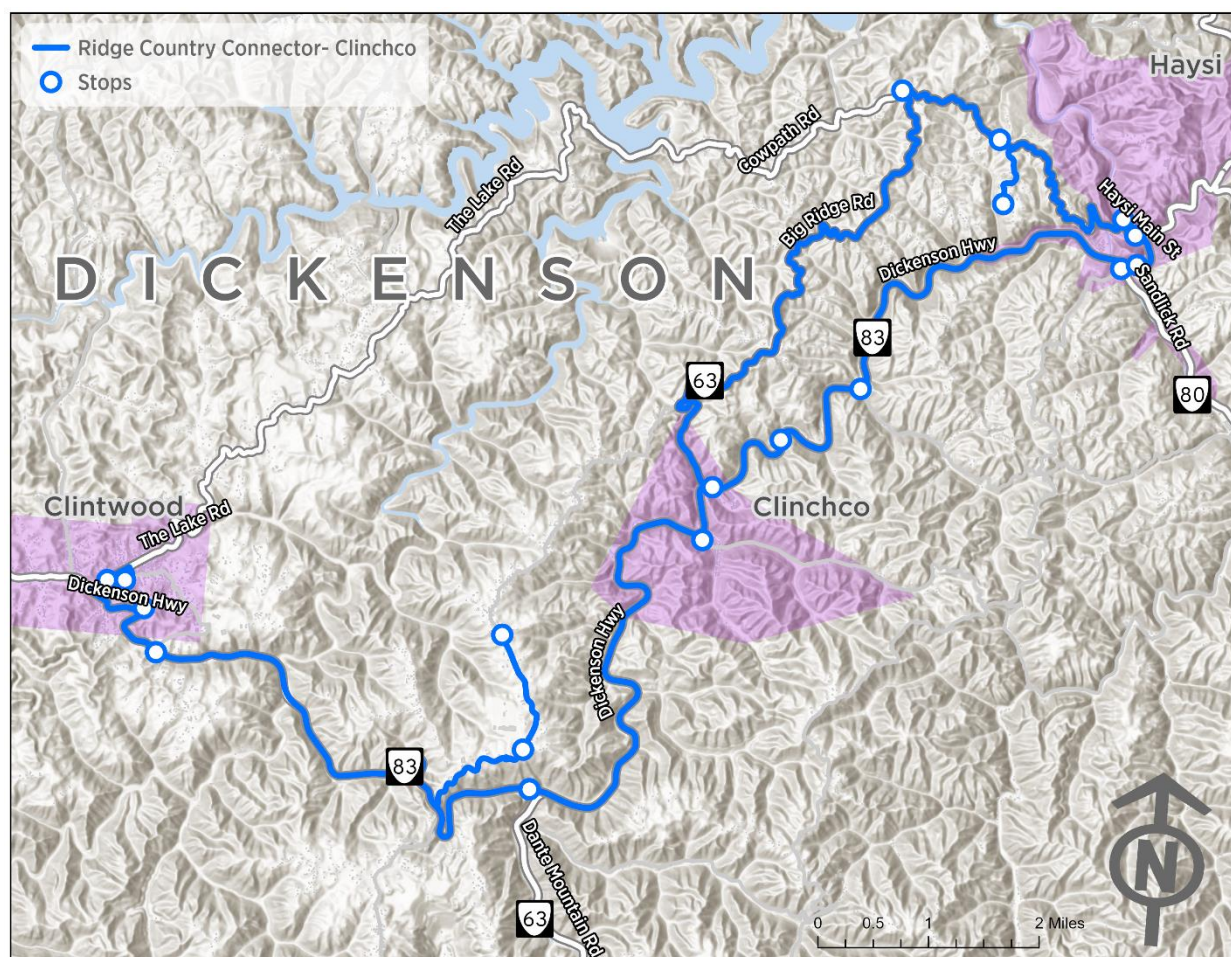 Ridge Country Connector- Clinchco
Stops
Haysi
Cowpath Rd
The Lake Rd
Haysi Main St
Big Ridge Rd
Dickenson Hwy
DICKENSON
Sandlick Rd
83
63
80
Clintwood
The Lake Rd
Clinchco
Dickenson Hwy
Dickenson Hwy
83
Dante Mountain Rd
63
0 0.5 1 2 Miles
N